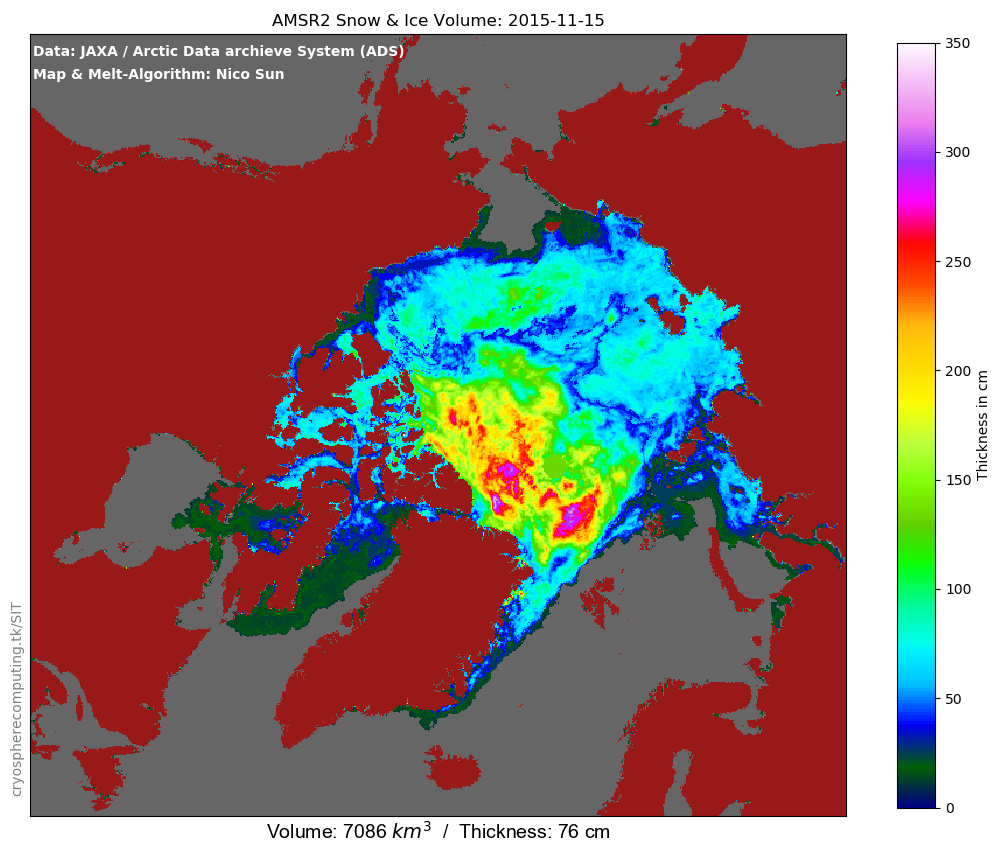 AMSR2 Snow & Ice Volume: 2015-11-15
Data: JAXA / Arctic Data archieve System (ADS)
Map & Melt-Algorithm: Nico Sun
350
300
250
200
150
100
50
0
Thickness in cm
cryospherecomputing.tk/SIT
Volume: 7086 km³ / Thickness: 76 cm